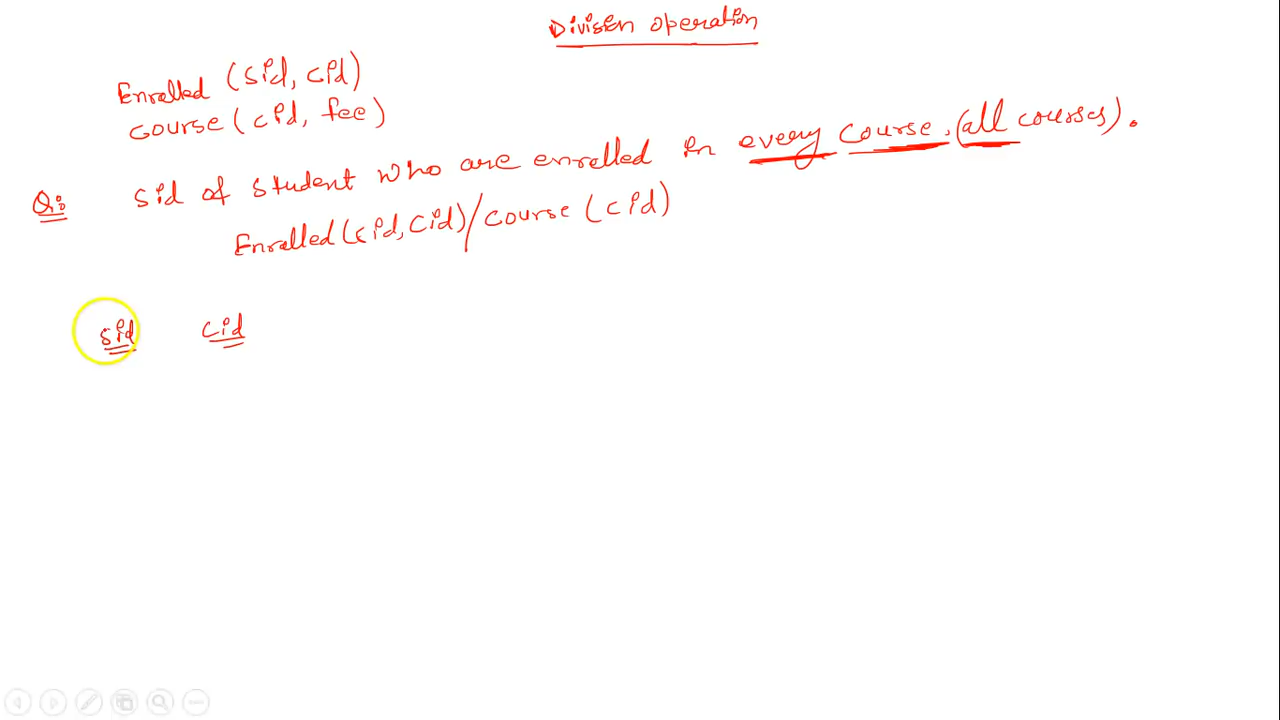 Division operation
Enrolled (sid, cid)
course (cid, fee)
Q: sid of student who are enrolled in every course. (all courses).
Enrolled (sid, cid) / course (cid)
sid cid